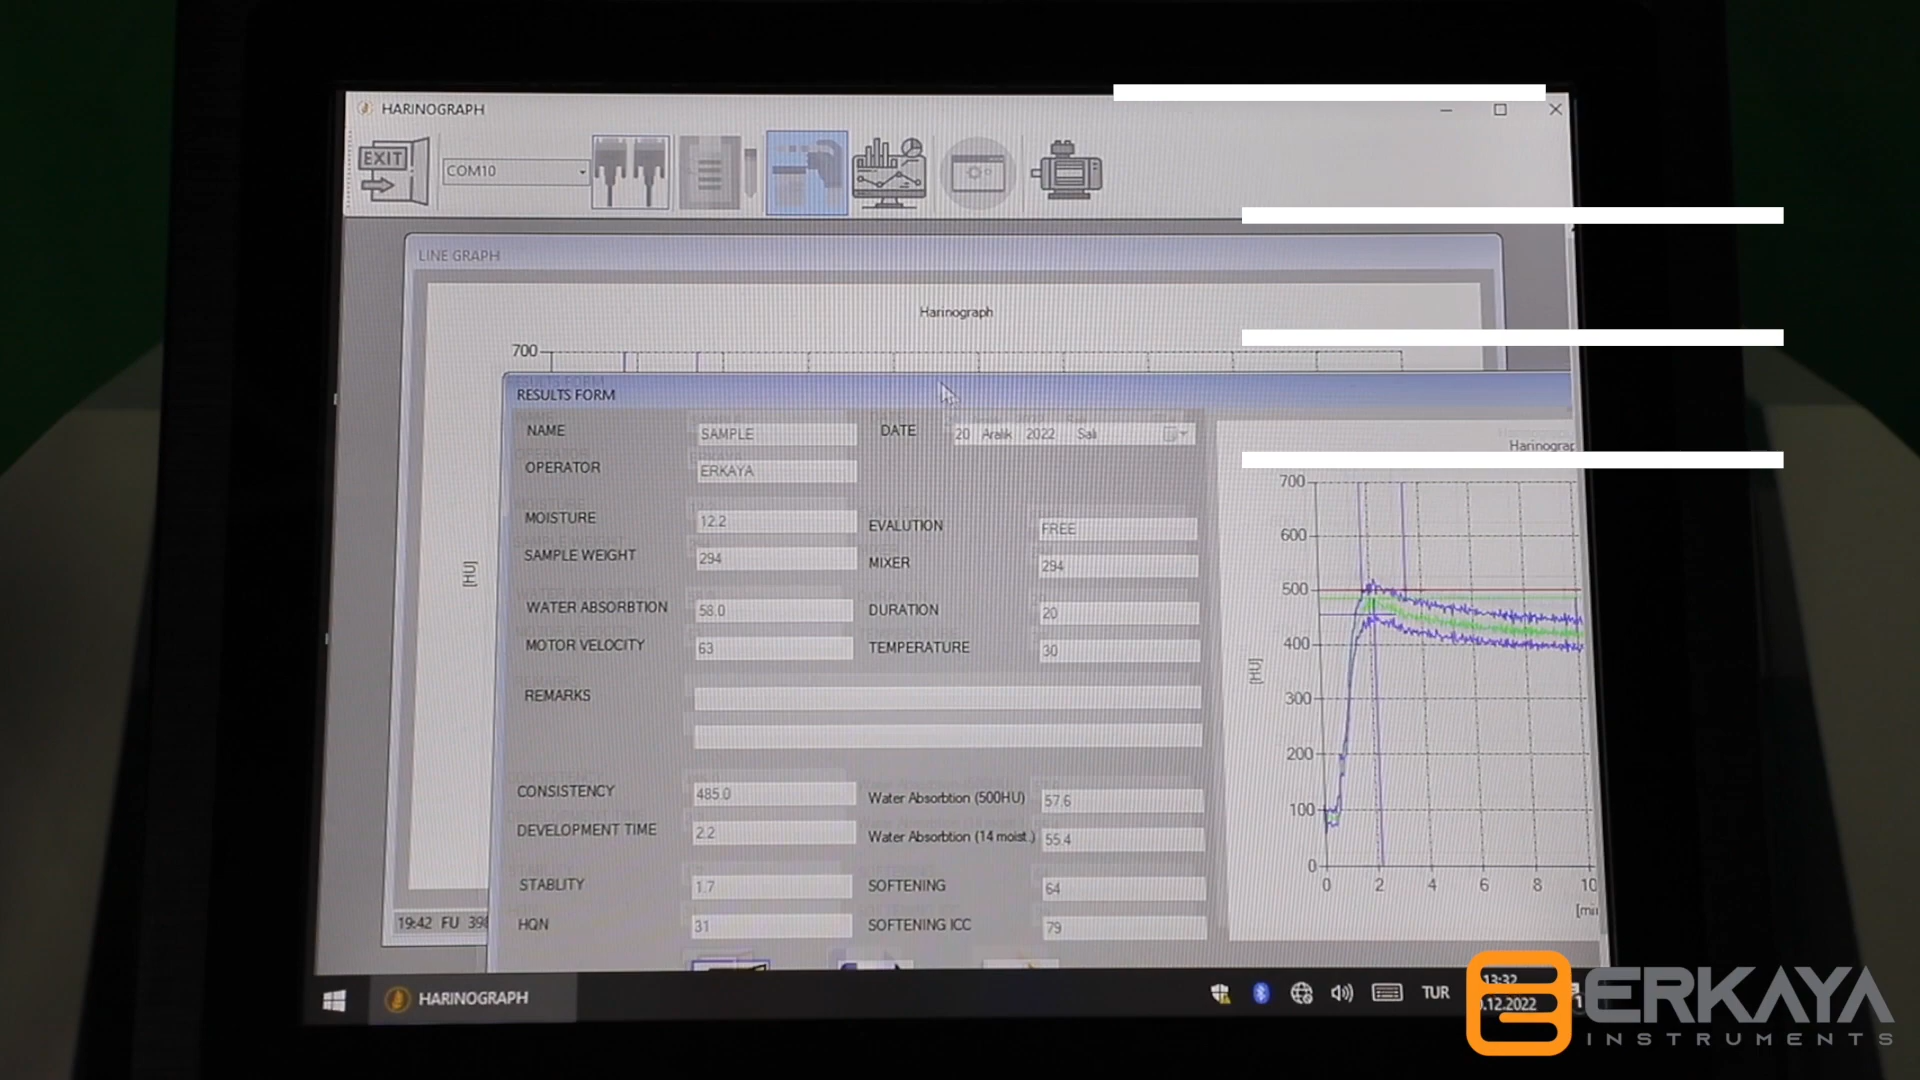 HARINOGRAPH
EXIT
COM10
LINE GRAPH
Harinograph
700
[HU]
RESULTS FORM
NAME SAMPLE DATE 20 Aralık 2022 Salı
OPERATOR ERKAYA
MOISTURE 12.2 EVALUTION FREE
SAMPLE WEIGHT 294 MIXER 294
WATER ABSORBTION 58.0 DURATION 20
MOTOR VELOCITY 63 TEMPERATURE 30
REMARKS
CONSISTENCY 485.0 Water Absorbtion (500HU) 57.6
DEVELOPMENT TIME 2.2 Water Absorbtion (14 moist.) 55.4
STABLITY 1.7 SOFTENING 64
HQN 31 SOFTENING ICC 79
Harinograp
700
600
500
400
300
200
100
0
[HU]
0 2 4 6 8 10
[min
19:42 FU 398
HARINOGRAPH
TUR
13:32
.12.2022
1
ERKAYA
INSTRUMENTS